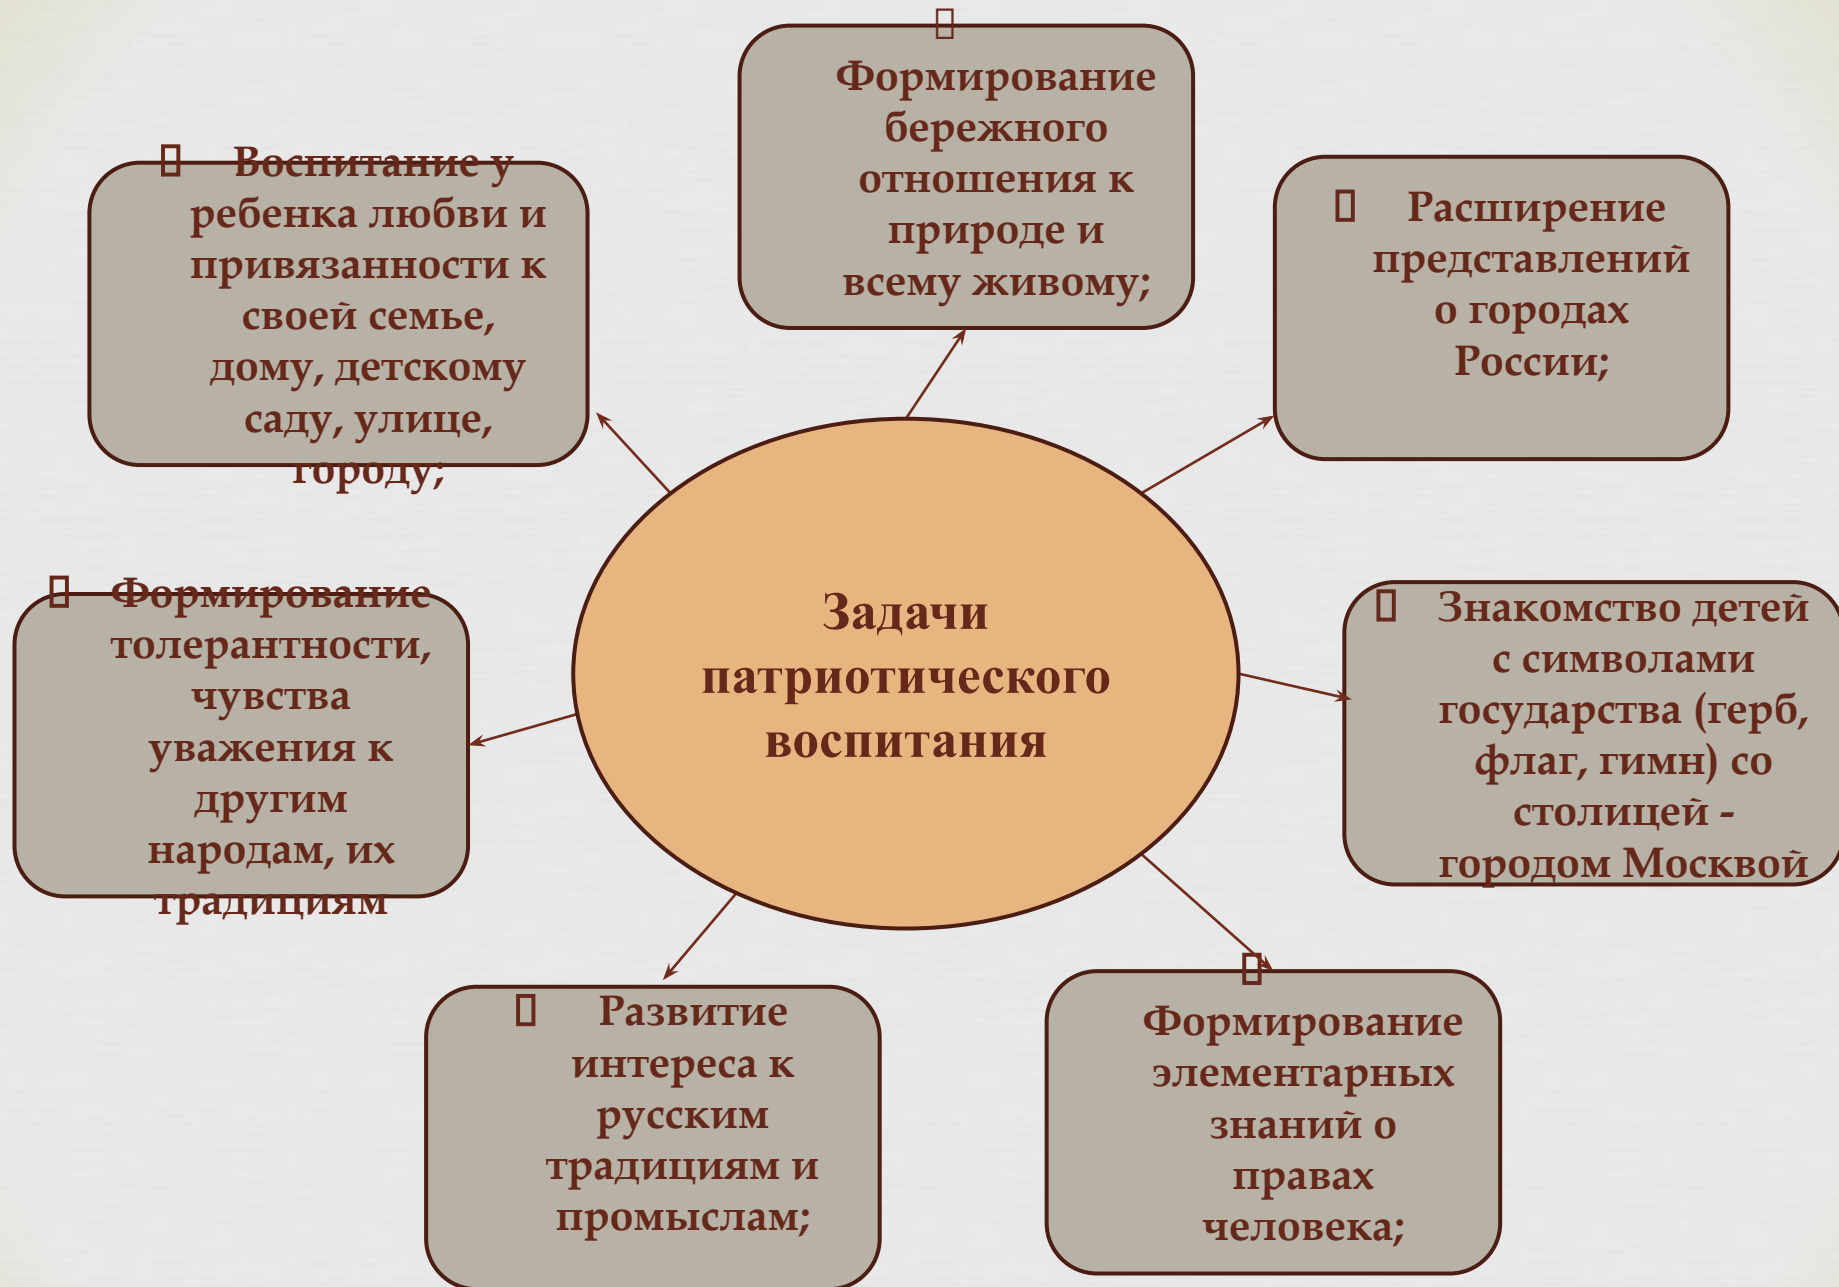 Формирование
бережного
отношения к
природе и
всему живому;
Воспитание у
ребенка любви и
привязанности к
своей семье,
дому, детскому
саду, улице,
городу;
Расширение
представлений
о городах
России;
Формирование
толерантности,
чувства
уважения к
другим
народам, их
традициям
Задачи
патриотического
воспитания
Знакомство детей
с символами
государства (герб,
флаг, гимн) со
столицей -
городом Москвой
Развитие
интереса к
русским
традициям и
промыслам;
Формирование
элементарных
знаний о
правах
человека;